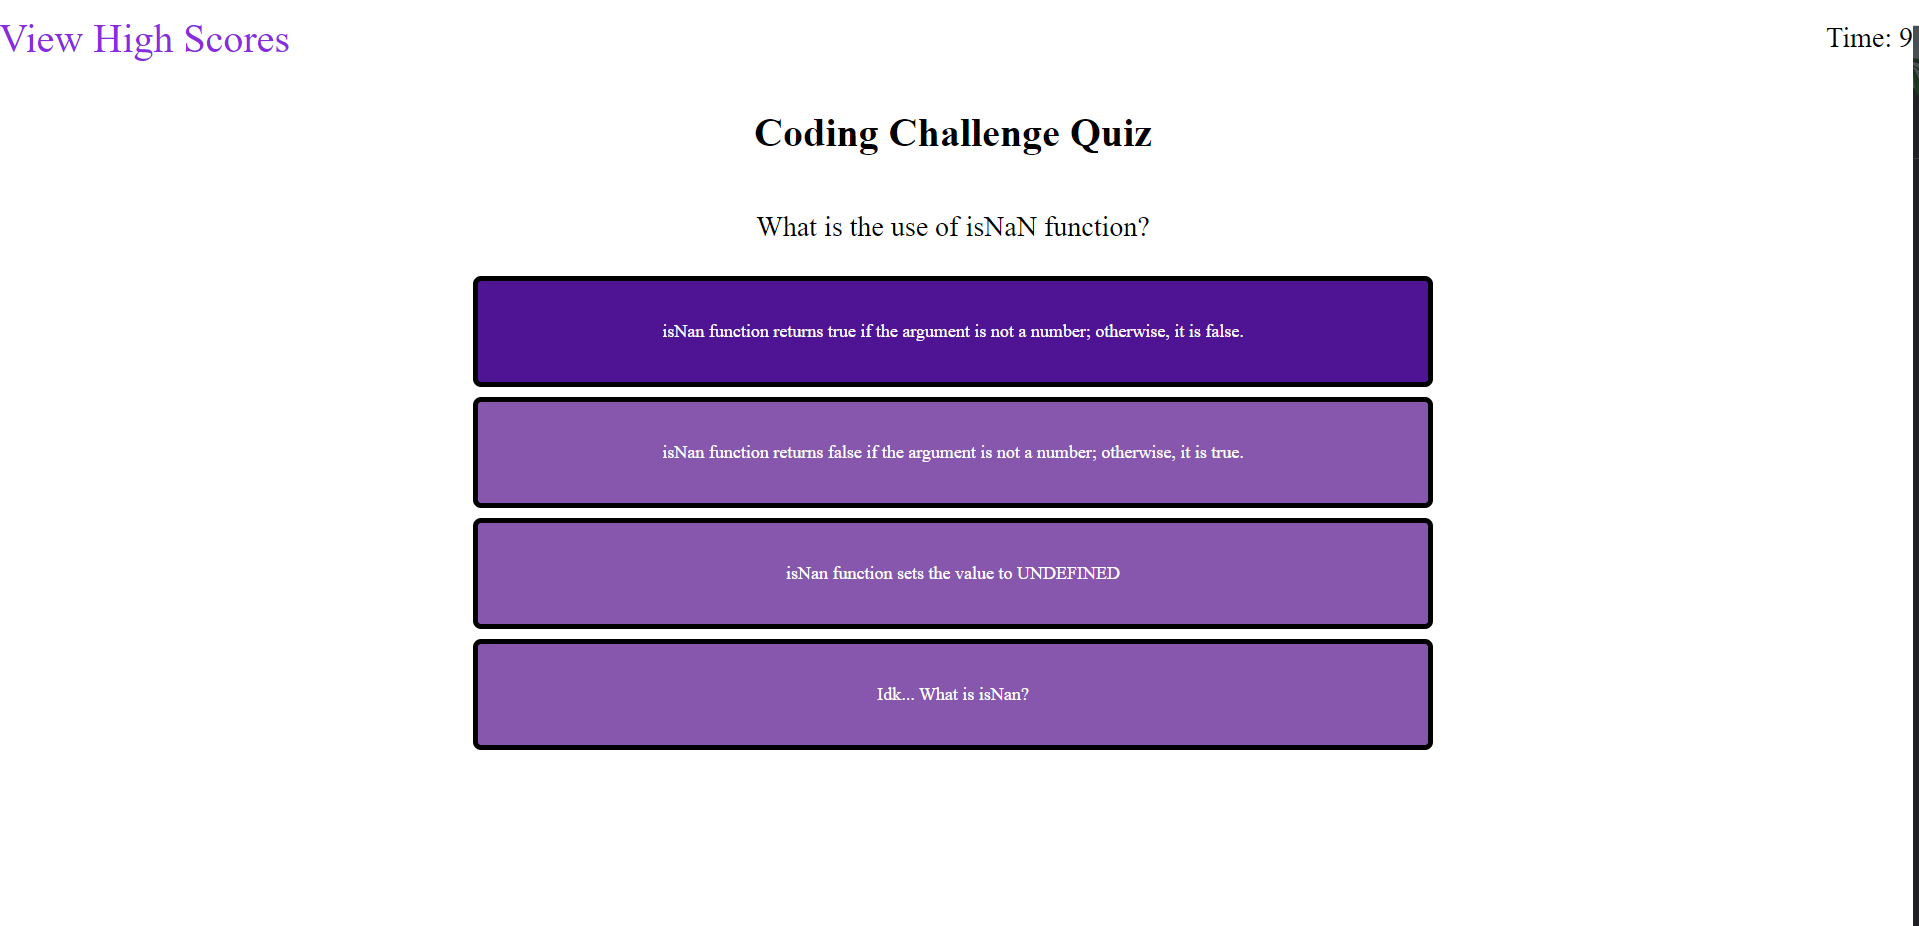 View High Scores
Time: 9
Coding Challenge Quiz
What is the use of isNaN function?
isNan function returns true if the argument is not a number; otherwise, it is false.
isNan function returns false if the argument is not a number; otherwise, it is true.
isNan function sets the value to UNDEFINED
Idk... What is isNan?